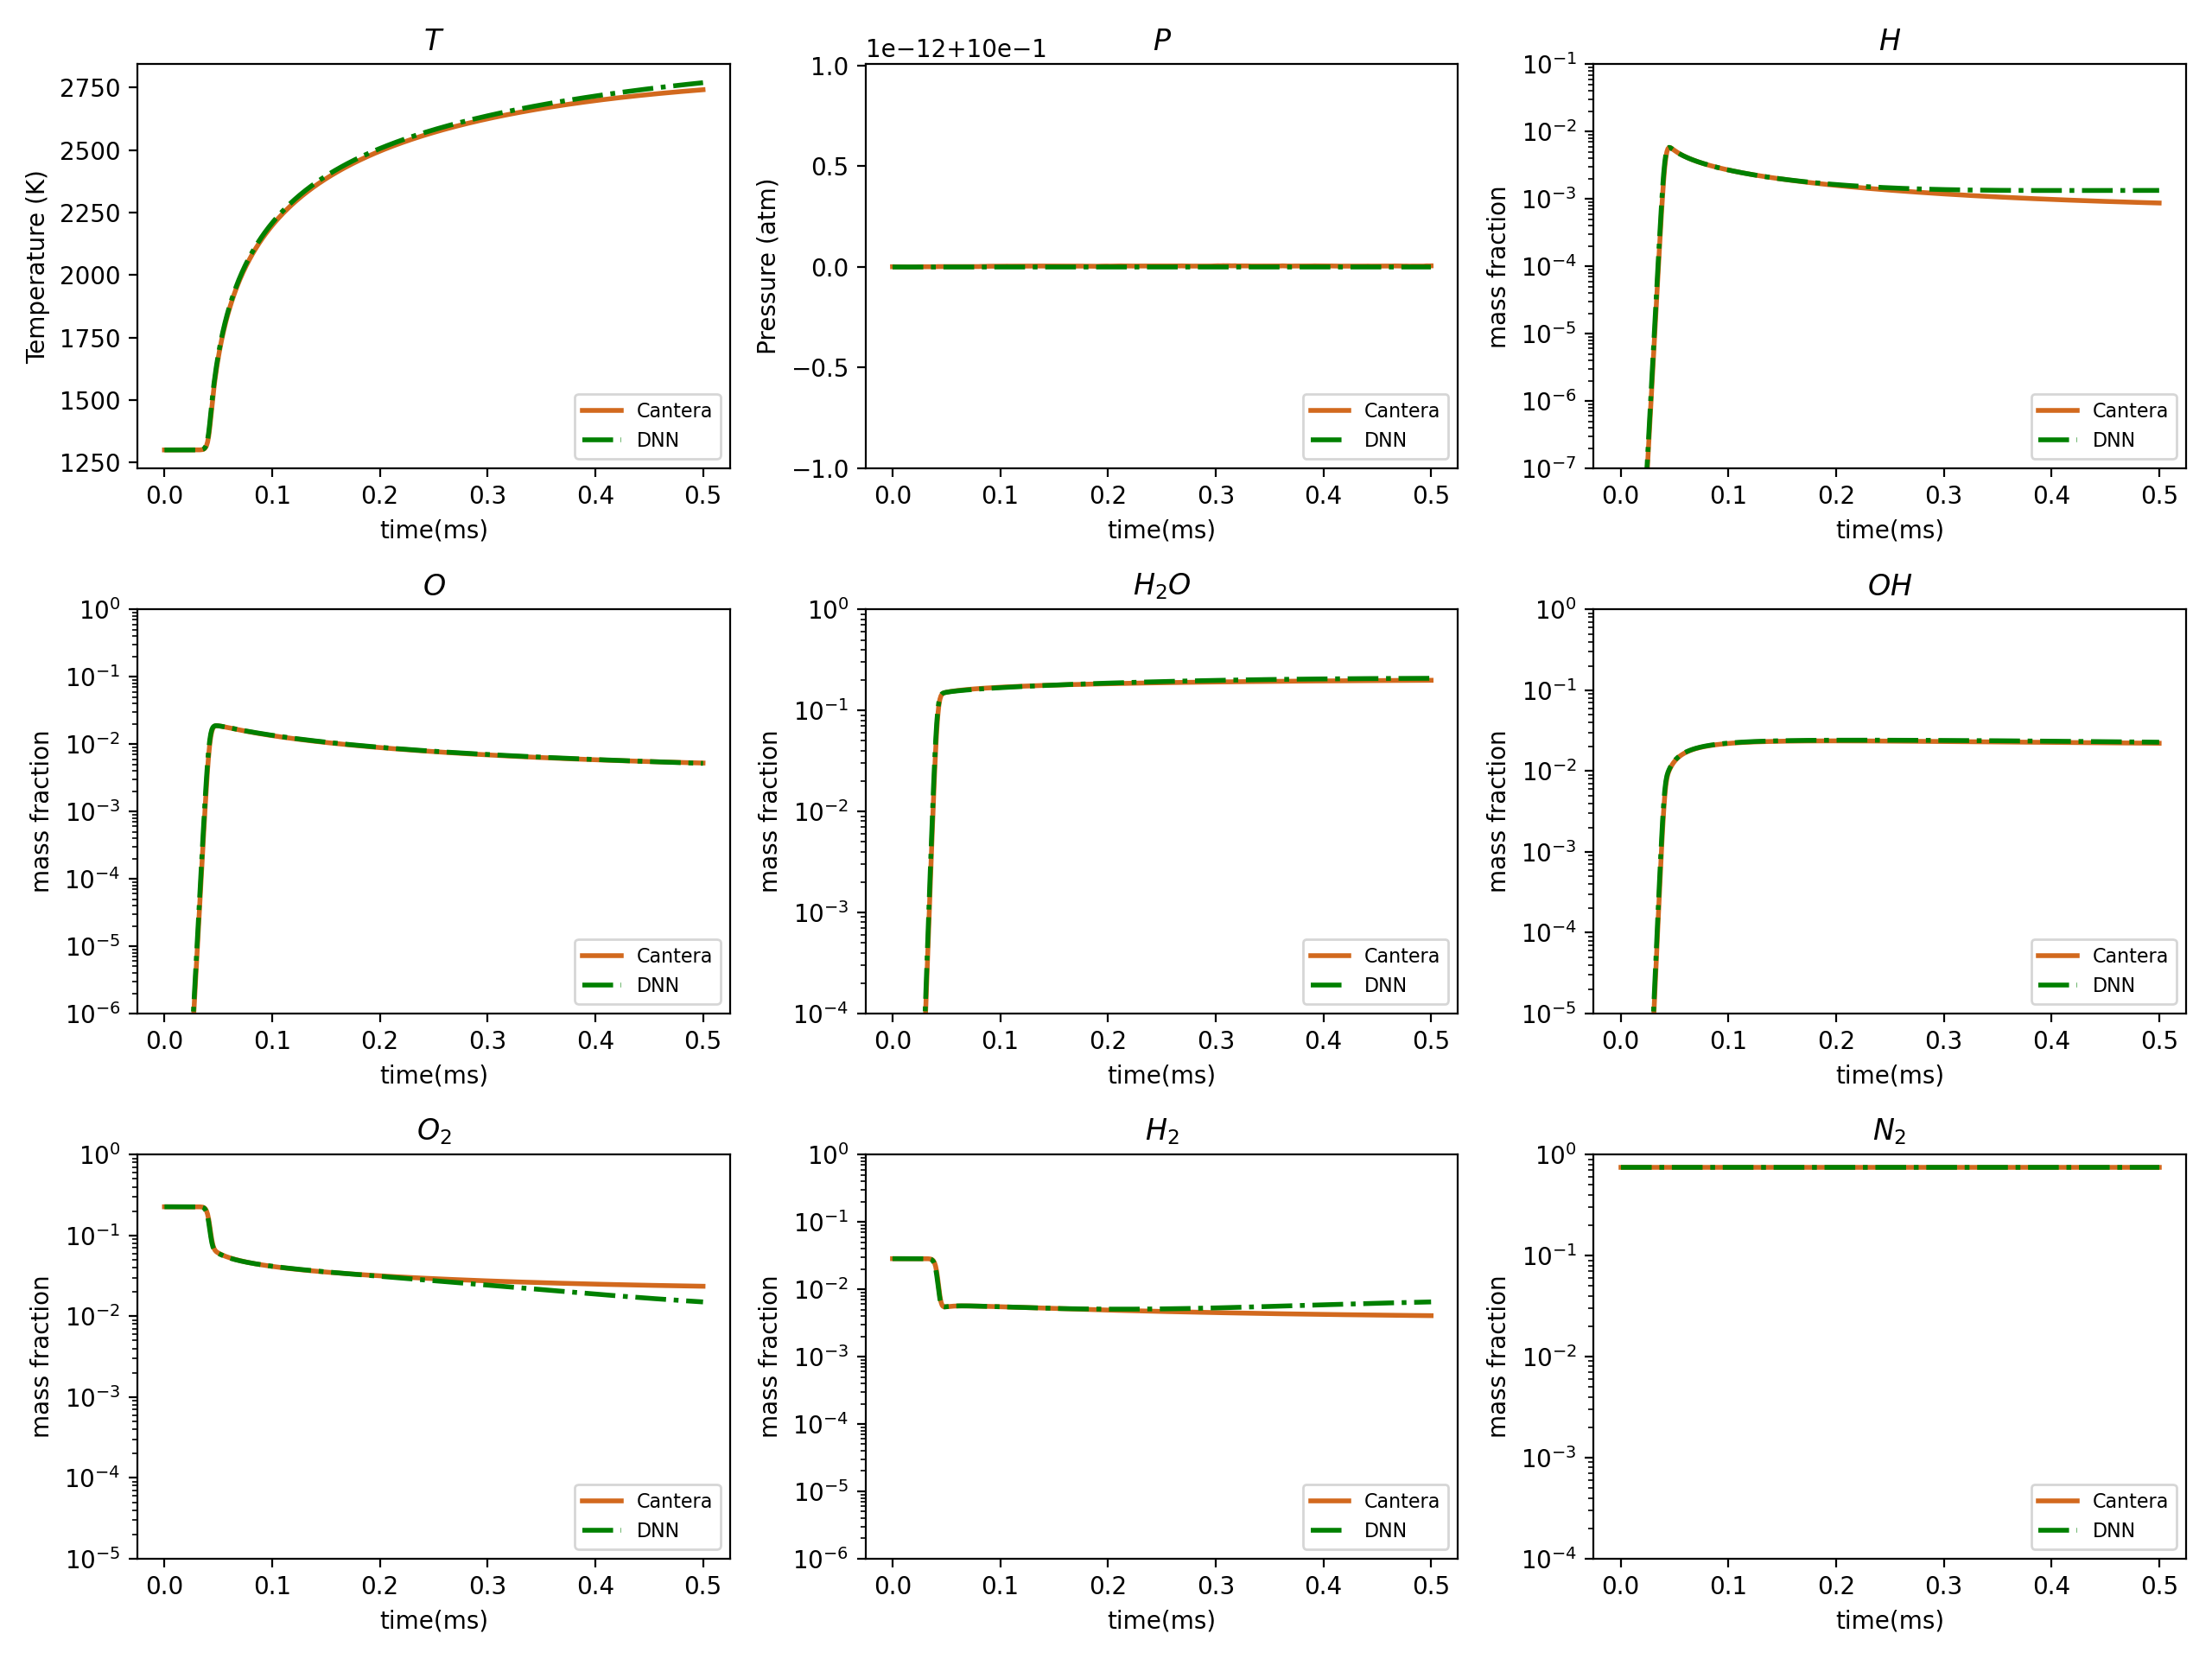 T
Temperature (K)
2750
2500
2250
2000
1750
1500
1250
Cantera
DNN
0.0 0.1 0.2 0.3 0.4 0.5
time(ms)
P
1e−12+10e−1
Pressure (atm)
1.0
0.5
0.0
−0.5
−1.0
Cantera
DNN
0.0 0.1 0.2 0.3 0.4 0.5
time(ms)
H
mass fraction
10⁻¹
10⁻²
10⁻³
10⁻⁴
10⁻⁵
10⁻⁶
10⁻⁷
Cantera
DNN
0.0 0.1 0.2 0.3 0.4 0.5
time(ms)
O
mass fraction
10⁰
10⁻¹
10⁻²
10⁻³
10⁻⁴
10⁻⁵
10⁻⁶
Cantera
DNN
0.0 0.1 0.2 0.3 0.4 0.5
time(ms)
H₂O
mass fraction
10⁰
10⁻¹
10⁻²
10⁻³
10⁻⁴
Cantera
DNN
0.0 0.1 0.2 0.3 0.4 0.5
time(ms)
OH
mass fraction
10⁰
10⁻¹
10⁻²
10⁻³
10⁻⁴
10⁻⁵
Cantera
DNN
0.0 0.1 0.2 0.3 0.4 0.5
time(ms)
O₂
mass fraction
10⁰
10⁻¹
10⁻²
10⁻³
10⁻⁴
10⁻⁵
Cantera
DNN
0.0 0.1 0.2 0.3 0.4 0.5
time(ms)
H₂
mass fraction
10⁰
10⁻¹
10⁻²
10⁻³
10⁻⁴
10⁻⁵
10⁻⁶
Cantera
DNN
0.0 0.1 0.2 0.3 0.4 0.5
time(ms)
N₂
mass fraction
10⁰
10⁻¹
10⁻²
10⁻³
10⁻⁴
Cantera
DNN
0.0 0.1 0.2 0.3 0.4 0.5
time(ms)